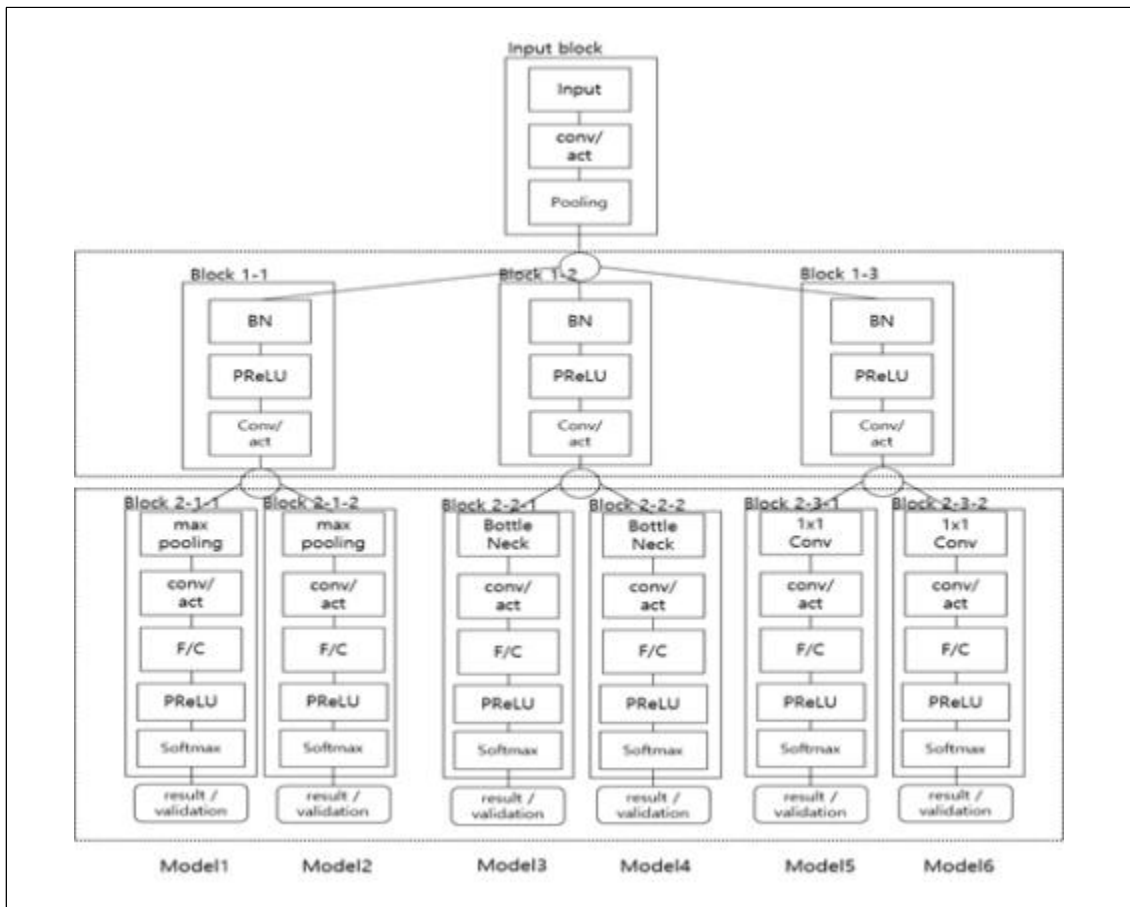 Input block
Input
conv/
act
Pooling
Block 1-1
BN
PReLU
Conv/
act
Block 1-2
BN
PReLU
Conv/
act
Block 1-3
BN
PReLU
Conv/
act
Block 2-1-1
max
pooling
conv/
act
F/C
PReLU
Softmax
result /
validation
Model1
Block 2-1-2
max
pooling
conv/
act
F/C
PReLU
Softmax
result /
validation
Model2
Block 2-2-1
Bottle
Neck
conv/
act
F/C
PReLU
Softmax
result /
validation
Model3
Block 2-2-2
Bottle
Neck
conv/
act
F/C
PReLU
Softmax
result /
validation
Model4
Block 2-3-1
1x1
Conv
conv/
act
F/C
PReLU
Softmax
result /
validation
Model5
Block 2-3-2
1x1
Conv
conv/
act
F/C
PReLU
Softmax
result /
validation
Model6